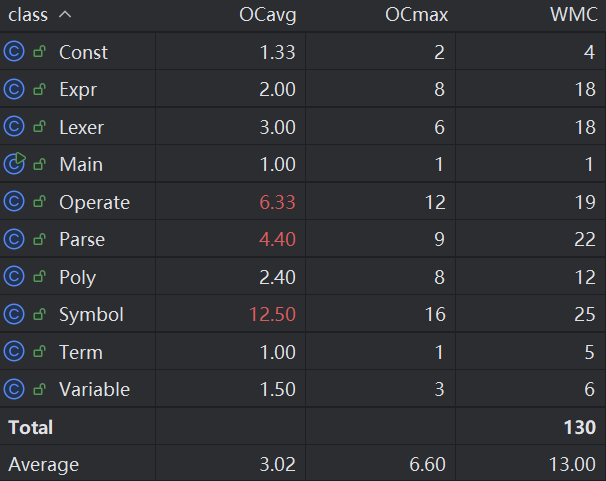 class OCavg OCmax WMC
Const 1.33 2 4
Expr 2.00 8 18
Lexer 3.00 6 18
Main 1.00 1 1
Operate 6.33 12 19
Parse 4.40 9 22
Poly 2.40 8 12
Symbol 12.50 16 25
Term 1.00 1 5
Variable 1.50 3 6
Total 130
Average 3.02 6.60 13.00